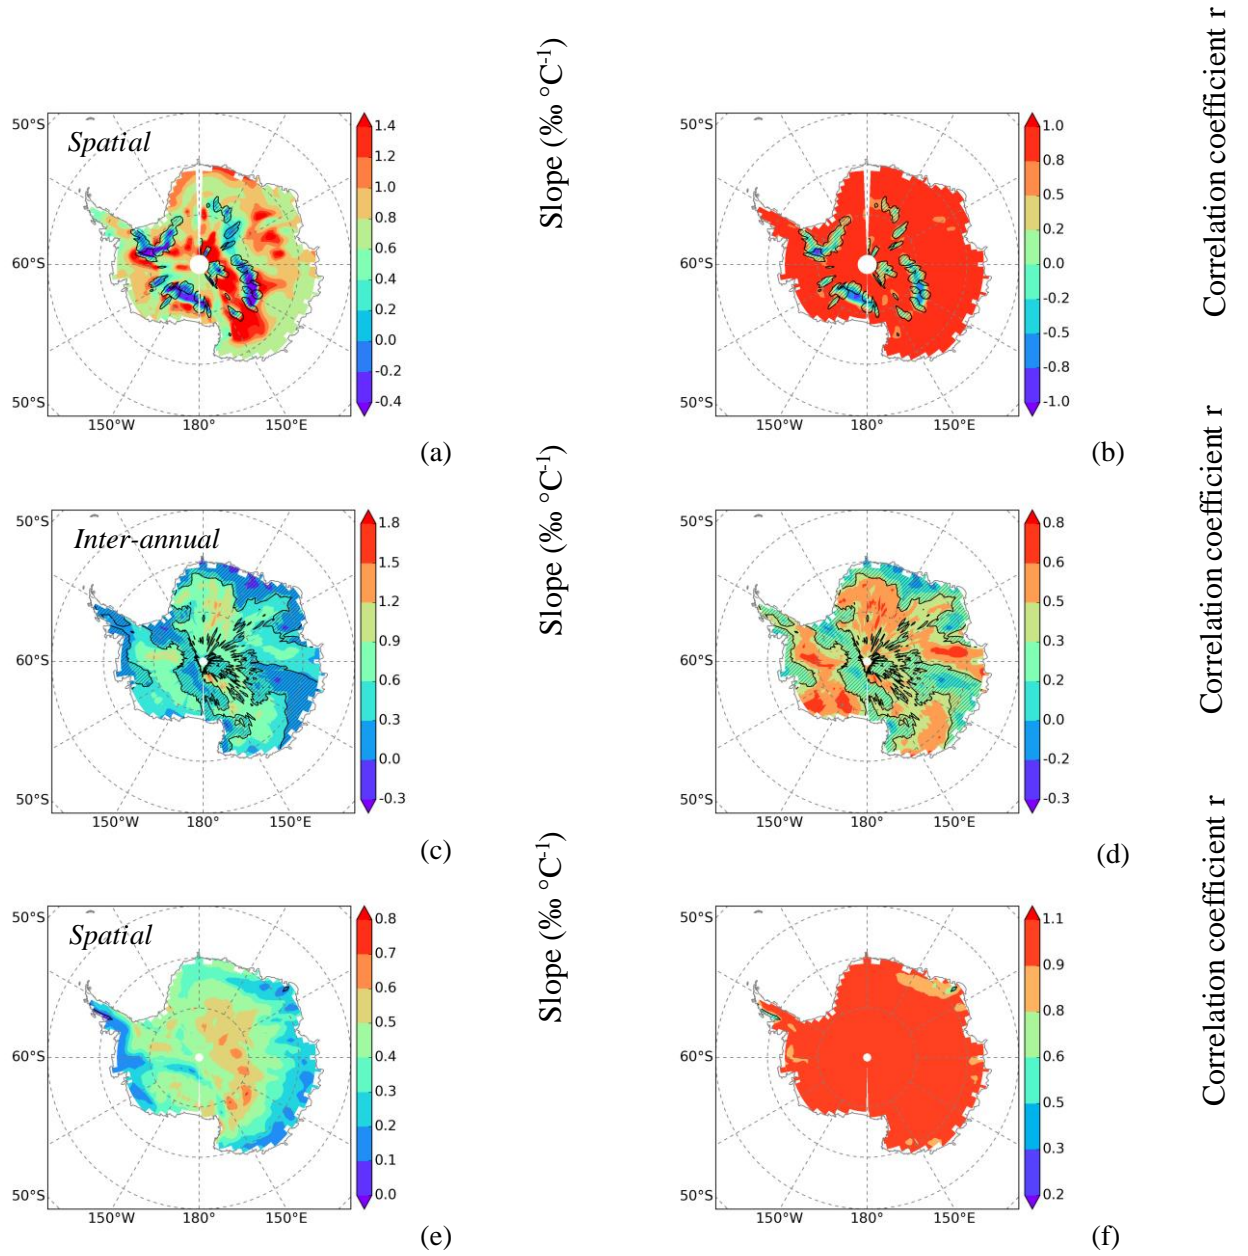 Slope (‰ °C-1)
Correlation coefficient r
50°S
60°S
50°S
Spatial
1.4
1.2
1.0
0.8
0.6
0.4
0.2
0.0
-0.2
-0.4
150°W 180° 150°E
(a)
1.0
0.8
0.5
0.2
0.0
-0.2
-0.5
-0.8
-1.0
150°W 180° 150°E
(b)
Slope (‰ °C-1)
Correlation coefficient r
50°S
60°S
50°S
Inter-annual
1.8
1.5
1.2
0.9
0.6
0.3
0.0
-0.3
150°W 180° 150°E
(c)
50°S
60°S
50°S
0.8
0.6
0.5
0.3
0.2
0.0
-0.2
-0.3
150°W 180° 150°E
(d)
Slope (‰ °C-1)
Correlation coefficient r
50°S
60°S
50°S
Spatial
0.8
0.7
0.6
0.5
0.4
0.3
0.2
0.1
0.0
150°W 180° 150°E
(e)
50°S
60°S
50°S
1.1
0.9
0.8
0.6
0.5
0.3
0.2
150°W 180° 150°E
(f)
50°S
60°S
50°S